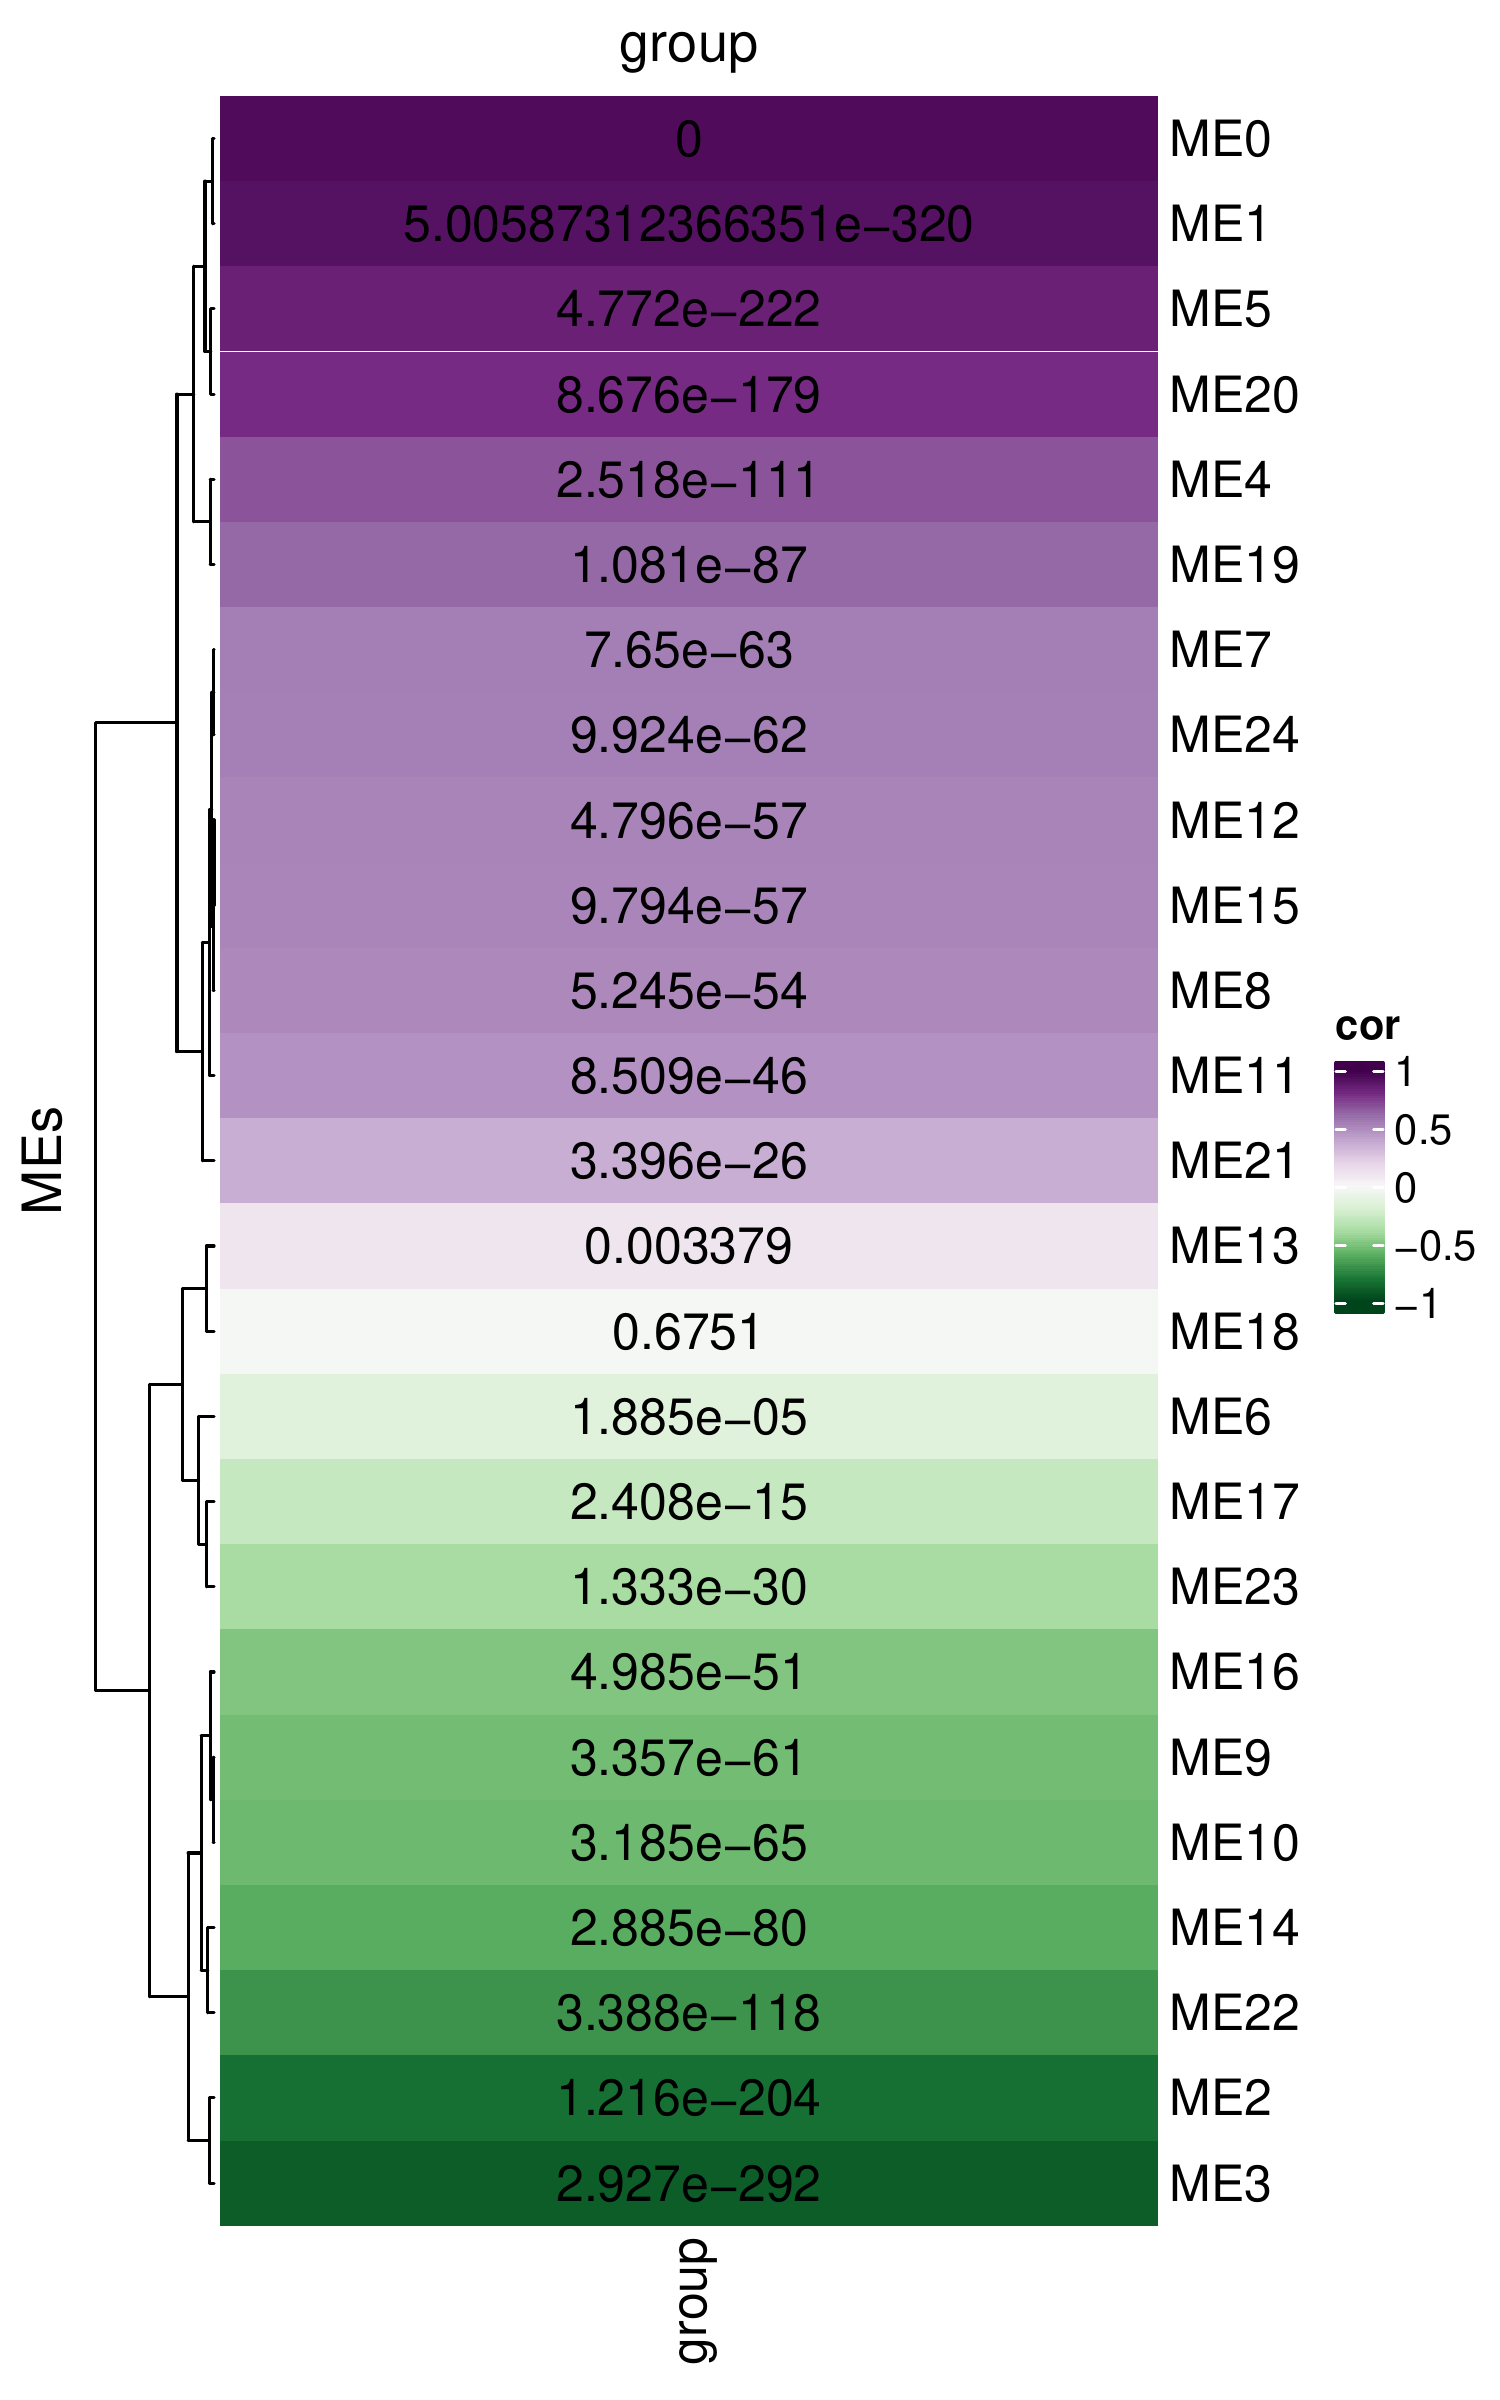 group
0 ME0
5.00587312366351e−320 ME1
4.772e−222 ME5
8.676e−179 ME20
2.518e−111 ME4
1.081e−87 ME19
7.65e−63 ME7
9.924e−62 ME24
4.796e−57 ME12
9.794e−57 ME15
5.245e−54 ME8
8.509e−46 ME11
3.396e−26 ME21
0.003379 ME13
0.6751 ME18
1.885e−05 ME6
2.408e−15 ME17
1.333e−30 ME23
4.985e−51 ME16
3.357e−61 ME9
3.185e−65 ME10
2.885e−80 ME14
3.388e−118 ME22
1.216e−204 ME2
2.927e−292 ME3
group
MEs
cor
1
0.5
0
−0.5
−1